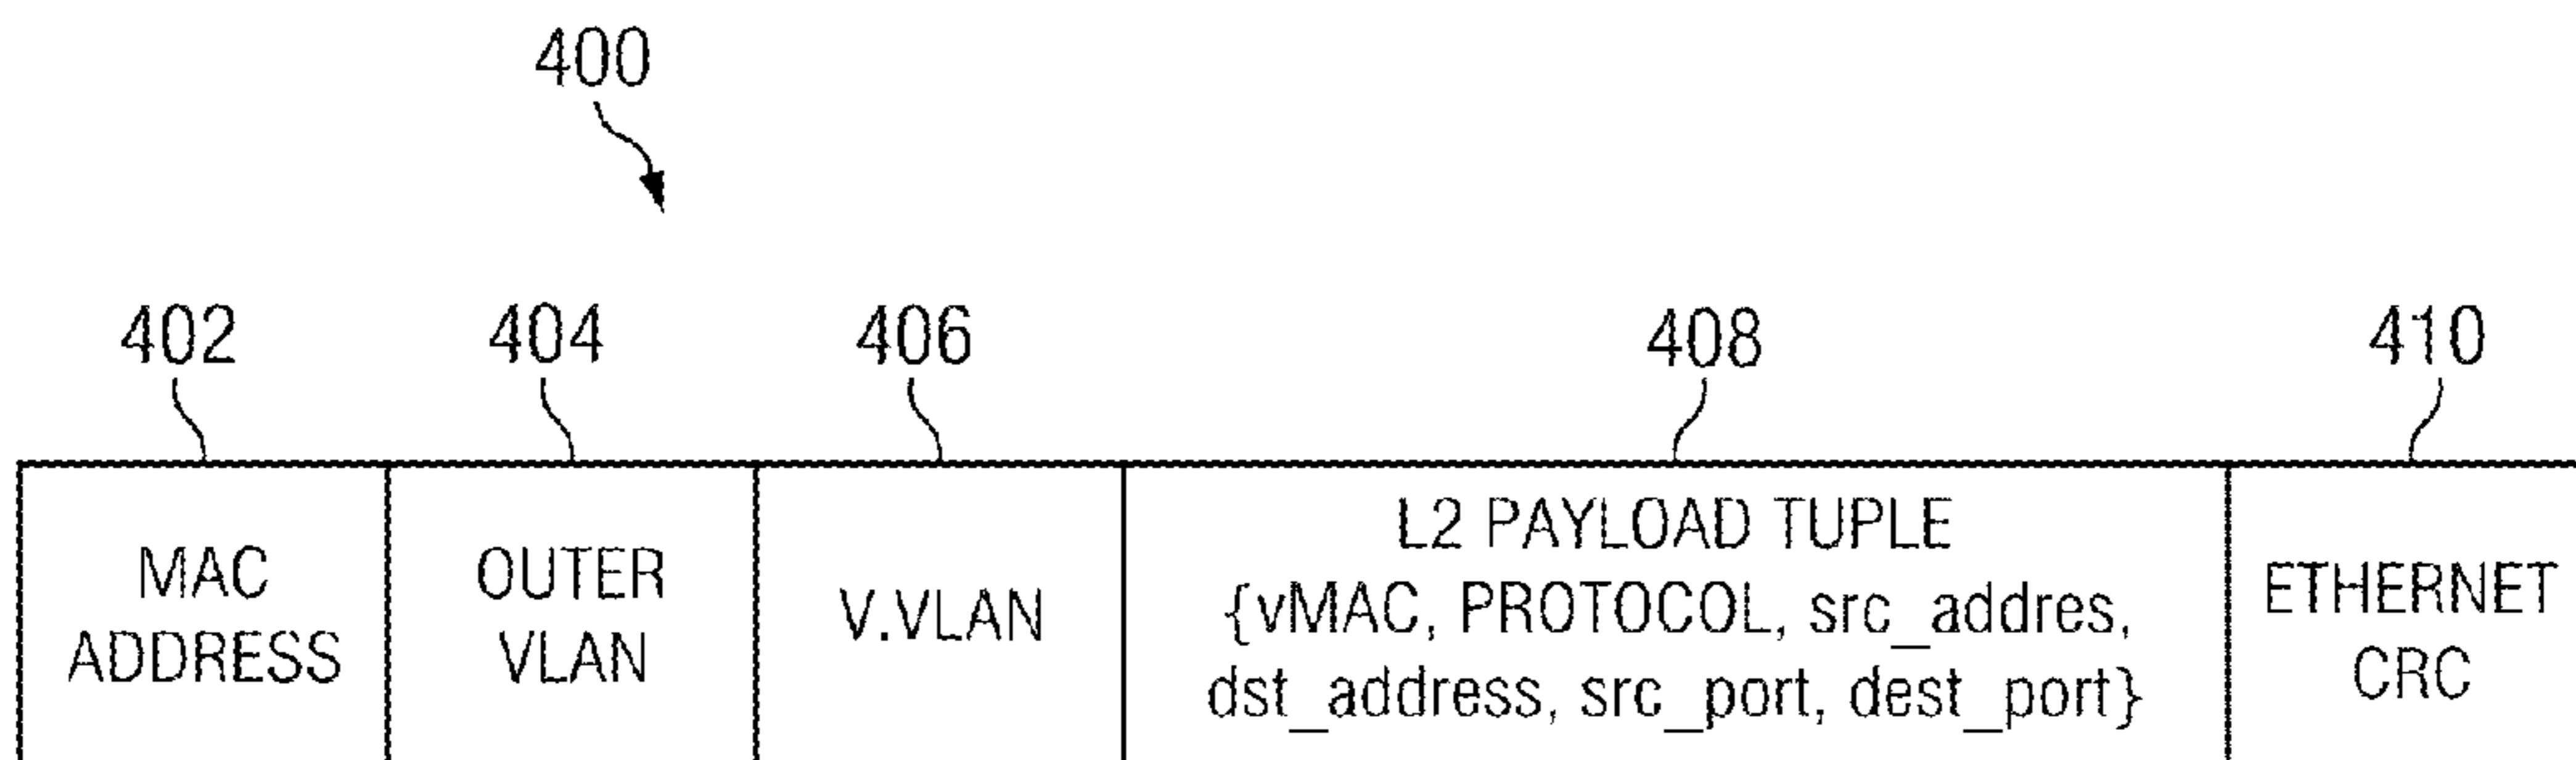 400
402
404
406
408
410
MAC
ADDRESS
OUTER
VLAN
V.VLAN
L2 PAYLOAD TUPLE
{vMAC, PROTOCOL, src_addres,
dst_address, src_port, dest_port}
ETHERNET
CRC